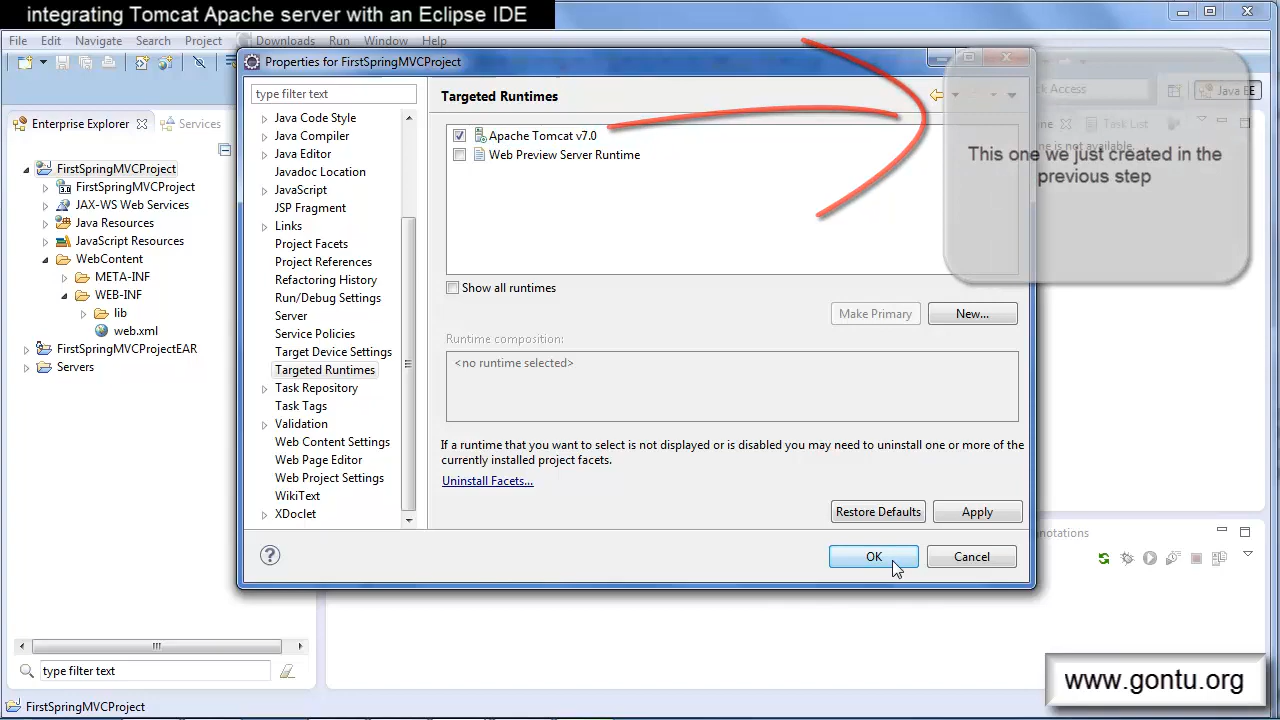 integrating Tomcat Apache server with an Eclipse IDE
File Edit Navigate Search Project Downloads Run Window Help
Properties for FirstSpringMVCProject
type filter text
Targeted Runtimes
Access
Java EE
Enterprise Explorer
Services
Task List
Java Code Style
Java Compiler
Java Editor
Javadoc Location
JavaScript
JSP Fragment
Links
Project Facets
Project References
Refactoring History
Run/Debug Settings
Server
Service Policies
Target Device Settings
Targeted Runtimes
Task Repository
Task Tags
Validation
Web Content Settings
Web Page Editor
Web Project Settings
WikiText
XDoclet
Apache Tomcat v7.0
Web Preview Server Runtime
This one we just created in the
previous step
FirstSpringMVCProject
FirstSpringMVCProject
JAX-WS Web Services
Java Resources
JavaScript Resources
WebContent
META-INF
WEB-INF
lib
web.xml
FirstSpringMVCProjectEAR
Servers
Show all runtimes
Make Primary
New...
Runtime composition:
<no runtime selected>
If a runtime that you want to select is not displayed or is disabled you may need to uninstall one or more of the
currently installed project facets.
Uninstall Facets...
Restore Defaults
Apply
OK
Cancel
type filter text
FirstSpringMVCProject
www.gontu.org